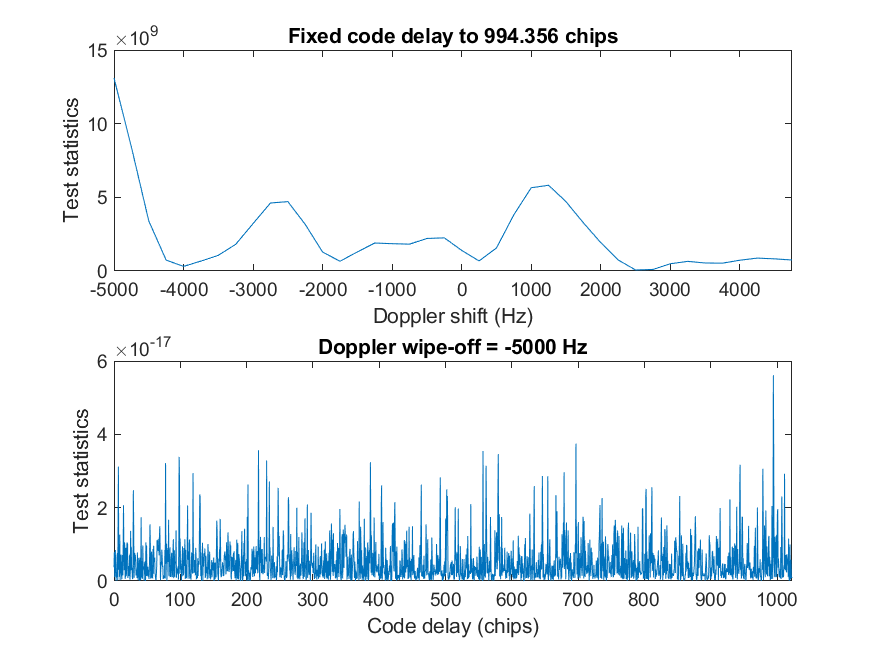 Fixed code delay to 994.356 chips
×10^9
15
10
5
0
Test statistics
-5000 -4000 -3000 -2000 -1000 0 1000 2000 3000 4000
Doppler shift (Hz)
Doppler wipe-off = -5000 Hz
×10^-17
6
4
2
0
Test statistics
0 100 200 300 400 500 600 700 800 900 1000
Code delay (chips)